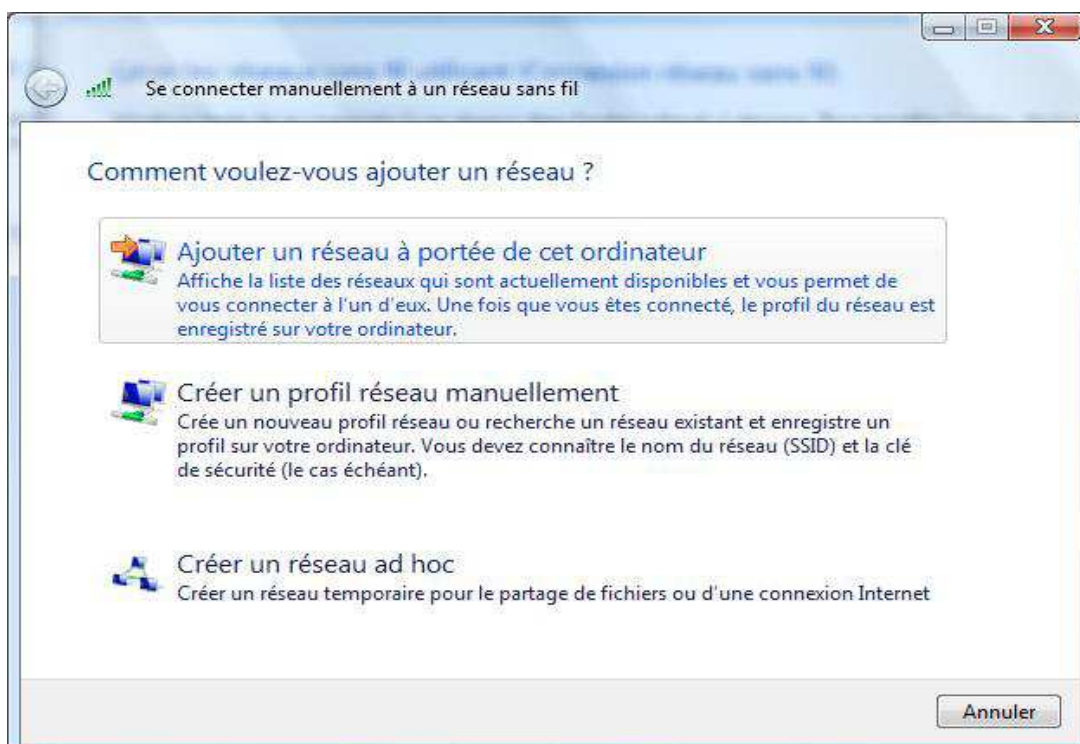 Se connecter manuellement à un réseau sans fil
Comment voulez-vous ajouter un réseau ?
Ajouter un réseau à portée de cet ordinateur
Affiche la liste des réseaux qui sont actuellement disponibles et vous permet de
vous connecter à l'un d'eux. Une fois que vous êtes connecté, le profil du réseau est
enregistré sur votre ordinateur.
Créer un profil réseau manuellement
Crée un nouveau profil réseau ou recherche un réseau existant et enregistre un
profil sur votre ordinateur. Vous devez connaître le nom du réseau (SSID) et la clé
de sécurité (le cas échéant).
Créer un réseau ad hoc
Créer un réseau temporaire pour le partage de fichiers ou d'une connexion Internet
Annuler